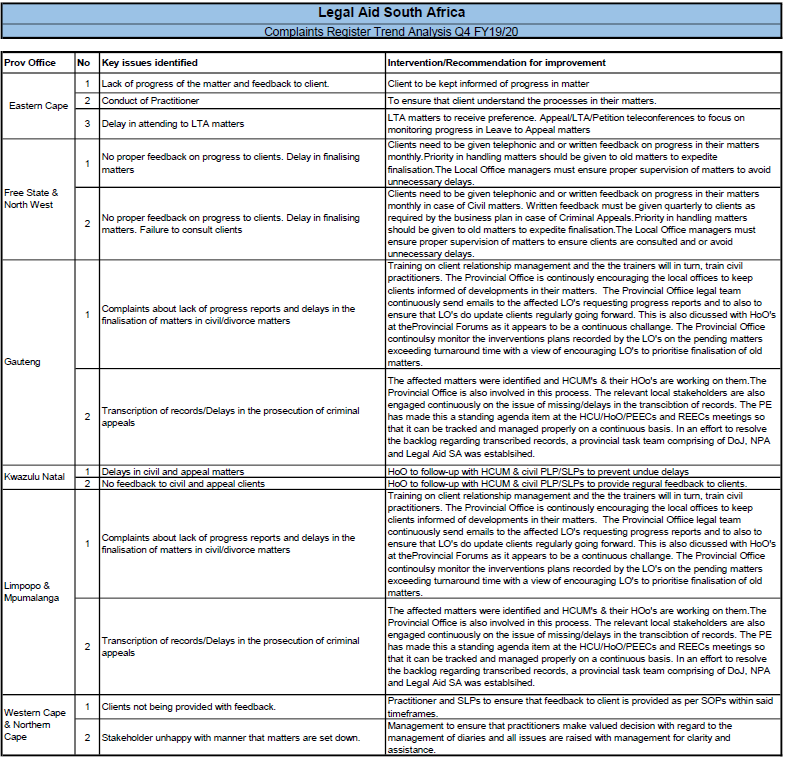 Legal Aid South Africa
Complaints Register Trend Analysis Q4 FY19/20
Prov Office No Key issues identified Intervention/Recommendation for improvement
Eastern Cape
1 Lack of progress of the matter and feedback to client. Client to be kept informed of progress in matter
2 Conduct of Practitioner To ensure that client understand the processes in their matters.
3 Delay in attending to LTA matters
LTA matters to receive preference. Appeal/LTA/Petition teleconferences to focus on
monitoring progress in Leave to Appeal matters
Free State &
North West
1
No proper feedback on progress to clients. Delay in finalising
matters
Clients need to be given telephonic and or written feedback on progress in their matters
monthly.Priority in handling matters should be given to old matters to expedite
finalisation.The Local Office managers must ensure proper supervision of matters to avoid
unnecessary delays.
2
No proper feedback on progress to clients. Delay in finalising
matters. Failure to consult clients
Clients need to be given telephonic and or written feedback on progress in their matters
monthly in case of Civil matters. Written feedback must be given quarterly to clients as
required by the business plan in case of Criminal Appeals.Priority in handling matters
should be given to old matters to expedite finalisation.The Local Office managers must
ensure proper supervision of matters to ensure clients are consulted and or avoid
unnecessary delays.
Gauteng
1
Complaints about lack of progress reports and delays in the
finalisation of matters in civil/divorce matters
Training on client relationship management and the the trainers will in turn, train civil
practitioners. The Provincial Office is continously encouraging the local offices to keep
clients informed of developments in their matters.  The Provincial Offiice legal team
continously send emails to the affected LO's requesting progress reports and to also to
ensure that LO's do update clients regularly going forward. This is also dicussed with HoO's
at theProvincial Forums as it appears to be a continuous challange. The Provincial Office
continoulsy monitor the inverventions plans recorded by the LO's on the pending matters
exceeding turnaround time with a view of encouraging LO's to prioritise finalisation of old
matters.
2
Transcription of records/Delays in the prosecution of criminal
appeals
The affected matters were identified and HCUM's & their HOo's are working on them.The
Provincial Office is also involved in this process. The relevant local stakeholders are also
engaged continuously on the issue of missing/delays in the transcibtion of records. The PE
has made this a standing agenda item at the HCU/HoO/PEECs and REECs meetings so
that it can be tracked and managed properly on a continuous basis. In an effort to resolve
the backlog regarding transcribed records, a provincial task team comprising of DoJ, NPA
and Legal Aid SA was establsihed.
Kwazulu Natal
1 Delays in civil and appeal matters HoO to follow-up with HCUM & civil PLP/SLPs to prevent undue delays
2 No feedback to civil and appeal clients HoO to follow-up with HCUM & civil PLP/SLPs to provide regural feedback to clients.
Limpopo &
Mpumalanga
1
Complaints about lack of progress reports and delays in the
finalisation of matters in civil/divorce matters
Training on client relationship management and the the trainers will in turn, train civil
practitioners. The Provincial Office is continously encouraging the local offices to keep
clients informed of developments in their matters.  The Provincial Offiice legal team
continously send emails to the affected LO's requesting progress reports and to also to
ensure that LO's do update clients regularly going forward. This is also dicussed with HoO's
at theProvincial Forums as it appears to be a continuous challange. The Provincial Office
continoulsy monitor the inverventions plans recorded by the LO's on the pending matters
exceeding turnaround time with a view of encouraging LO's to prioritise finalisation of old
matters.
2
Transcription of records/Delays in the prosecution of criminal
appeals
The affected matters were identified and HCUM's & their HOo's are working on them.The
Provincial Office is also involved in this process. The relevant local stakeholders are also
engaged continuously on the issue of missing/delays in the transcibtion of records. The PE
has made this a standing agenda item at the HCU/HoO/PEECs and REECs meetings so
that it can be tracked and managed properly on a continuous basis. In an effort to resolve
the backlog regarding transcribed records, a provincial task team comprising of DoJ, NPA
and Legal Aid SA was establsihed.
Western Cape
& Northern
Cape
1 Clients not being provided with feedback.
Practitioner and SLPs to ensure that feedback to client is provided as per SOPs within said
timeframes.
2 Stakeholder unhappy with manner that matters are set down.
Management to ensure that practitioners make valued decision with regard to the
management of diaries and all issues are raised with management for clarity and
assistance.